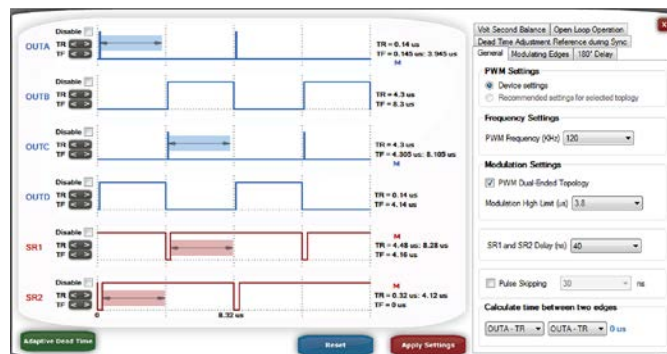 Disable
OUTA
TR < >
TF < >
TR = 0.14 us
TF = 0.145 us: 3.945 us
M
Disable
OUTB
TR < >
TF < >
TR = 4.3 us
TF = 8.3 us
Disable
OUTC
TR < >
TF < >
TR = 4.3 us
TF = 4.305 us: 8.105 us
M
Disable
OUTD
TR < >
TF < >
TR = 0.14 us
TF = 4.14 us
Disable
SR1
TR < >
TF < >
M
TR = 4.48 us: 8.28 us
TF = 4.16 us
Disable
SR2
TR < >
TF < >
M
TR = 0.32 us: 4.12 us
TF = 0 us
0
8.32 us
Adaptive Dead Time
Reset
Apply Settings
Volt Second Balance
Open Loop Operation
Dead Time Adjustment
Reference during Sync
General
Modulating Edges
180° Delay
PWM Settings
Device settings
Recommended settings for selected toplogy
Frequency Settings
PWM Frequency (KHz) 120
Modulation Settings
PWM Dual-Ended Topology
Modulation High Limit (us) 3.8
SR1 and SR2 Delay (ns) 40
Pulse Skipping 30 ns
Calculate time between two edges
OUTA - TR OUTA - TR 0 us